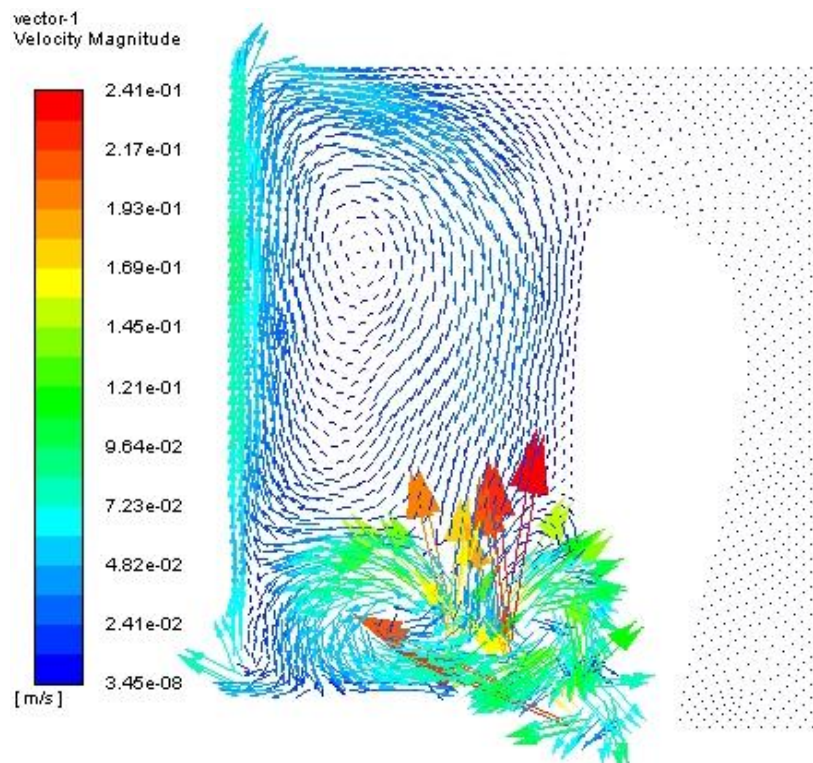 vector-1
Velocity Magnitude
2.41e-01
2.17e-01
1.93e-01
1.69e-01
1.45e-01
1.21e-01
9.64e-02
7.23e-02
4.82e-02
2.41e-02
3.45e-08
[ m/s ]